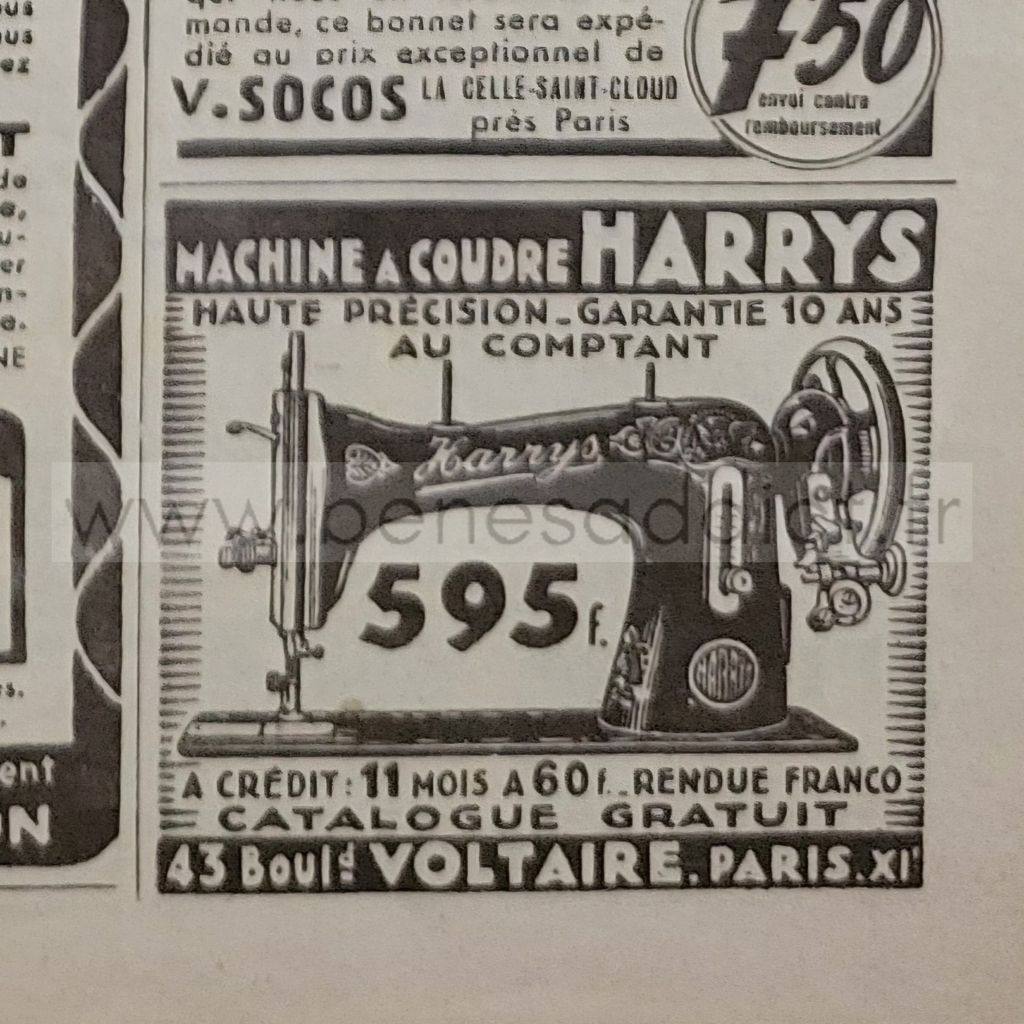 mande, ce bonnet sera expé-
dié au prix exceptionnel de
V. SOCOS LA CELLE-SAINT-CLOUD
près Paris
7 50
envoi contre
remboursement
MACHINE A COUDRE HARRYS
HAUTE PRÉCISION - GARANTIE 10 ANS
AU COMPTANT
Harrys
595 f.
HARRYS
A CRÉDIT : 11 MOIS A 60 f. - RENDUE FRANCO
CATALOGUE GRATUIT
43 Bould VOLTAIRE. PARIS. XIe